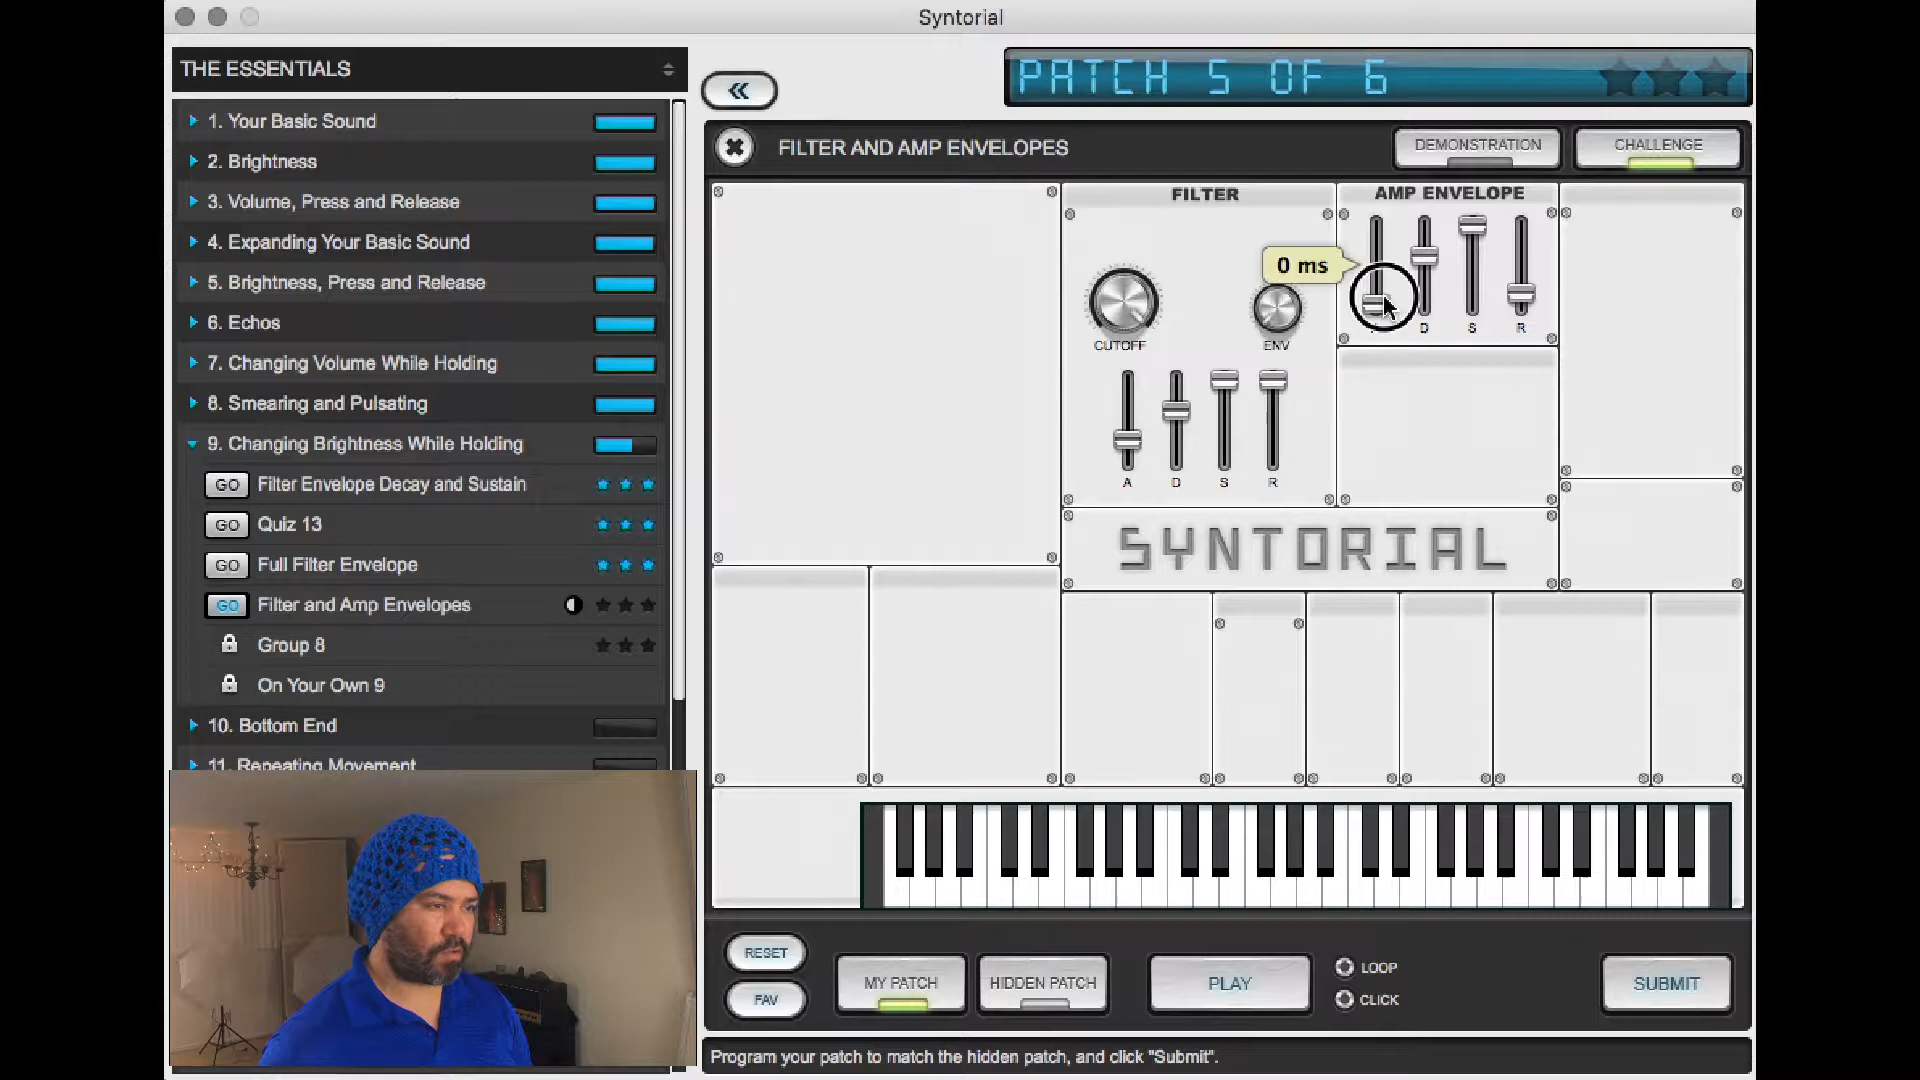 Syntorial
THE ESSENTIALS
PATCH 5 OF 6
1. Your Basic Sound
2. Brightness
3. Volume, Press and Release
4. Expanding Your Basic Sound
5. Brightness, Press and Release
6. Echos
7. Changing Volume While Holding
8. Smearing and Pulsating
9. Changing Brightness While Holding
GO Filter Envelope Decay and Sustain
GO Quiz 13
GO Full Filter Envelope
GO Filter and Amp Envelopes
Group 8
On Your Own 9
10. Bottom End
11. Repeating Movement
FILTER AND AMP ENVELOPES
DEMONSTRATION
CHALLENGE
FILTER
AMP ENVELOPE
0 ms
D S R
CUTOFF
ENV
A D S R
SYNTORIAL
RESET
FAV
MY PATCH
HIDDEN PATCH
PLAY
LOOP
CLICK
SUBMIT
Program your patch to match the hidden patch, and click "Submit".